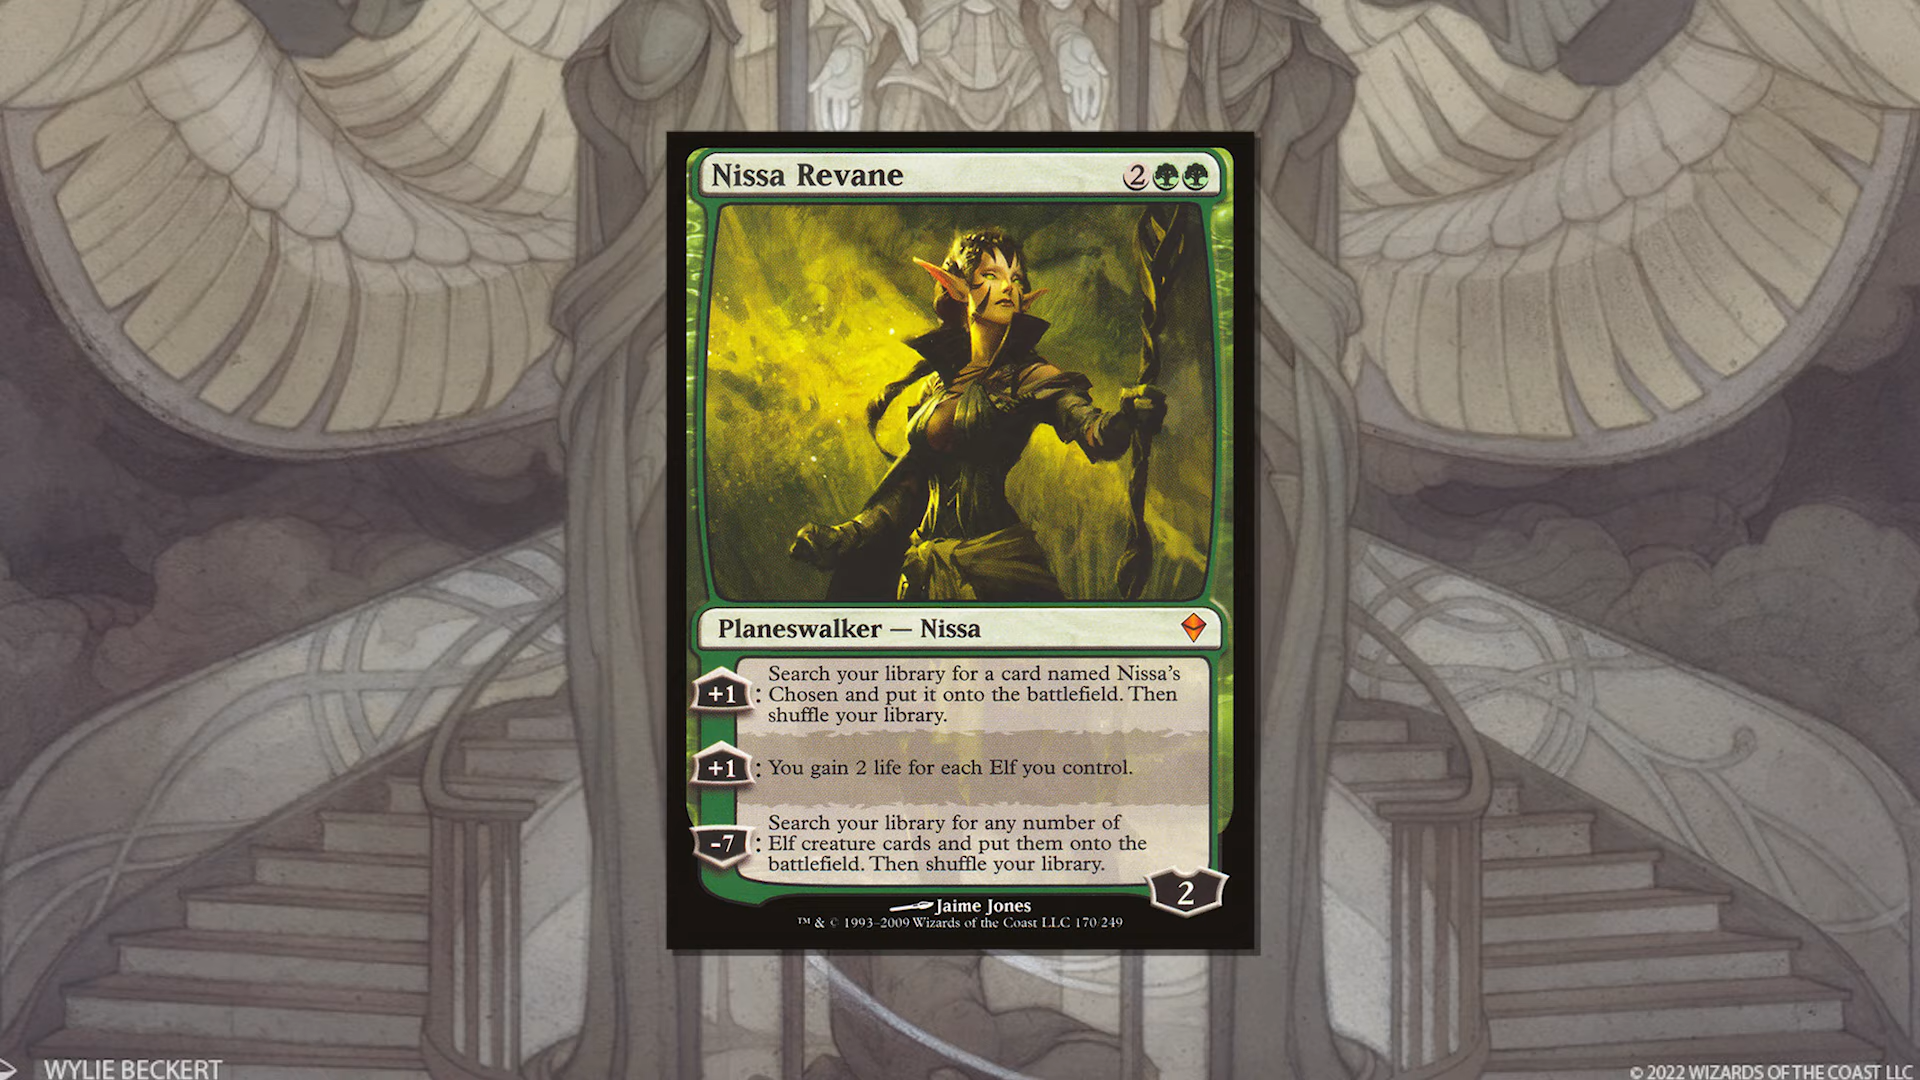 Nissa Revane 2
Planeswalker — Nissa
Search your library for a card named Nissa's
+1 : Chosen and put it onto the battlefield. Then
shuffle your library.
+1 : You gain 2 life for each Elf you control.
Search your library for any number of
-7 : Elf creature cards and put them onto the
battlefield. Then shuffle your library.
2
Jaime Jones
™ & © 1993–2009 Wizards of the Coast LLC 170/249
WYLIE BECKERT
© 2022 WIZARDS OF THE COAST LLC